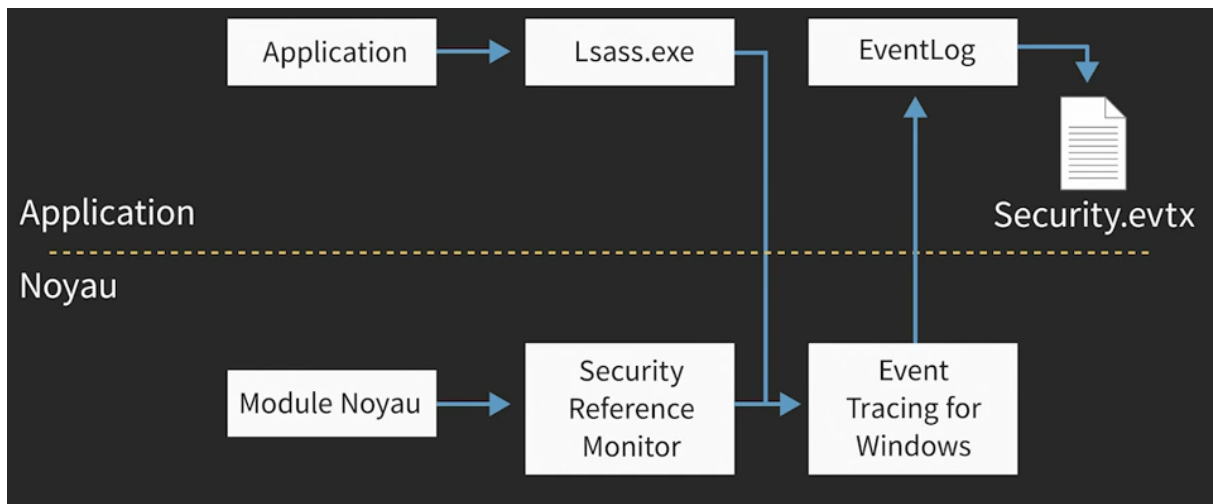 Application
Lsass.exe
EventLog
Security.evtx
Application
Noyau
Module Noyau
Security
Reference
Monitor
Event
Tracing for
Windows